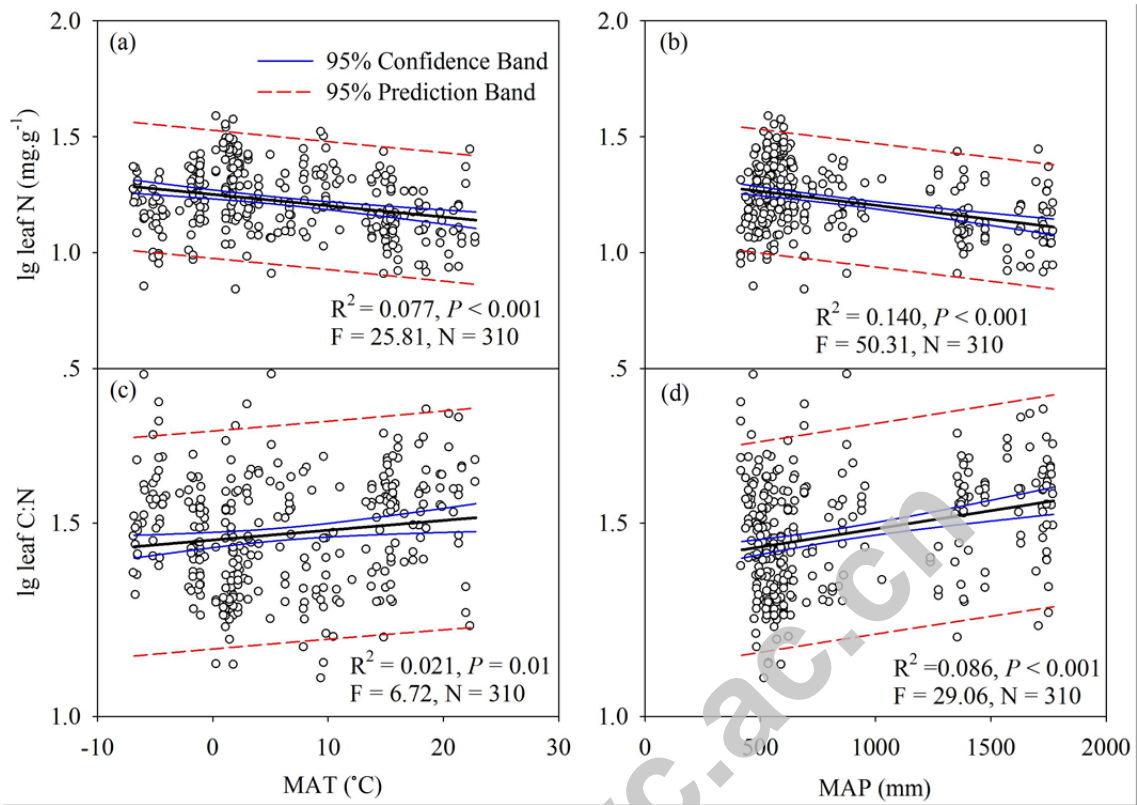 2.0
(a)
95% Confidence Band
95% Prediction Band
lg leaf N (mg.g-1)
1.5
1.0
R2 = 0.077, P < 0.001
F = 25.81, N = 310
2.0
(b)
1.5
1.0
R2 = 0.140, P < 0.001
F = 50.31, N = 310
.5
(c)
lg leaf C:N
1.5
R2 = 0.021, P = 0.01
F = 6.72, N = 310
1.0
-10 0 10 20 30
MAT (°C)
.5
(d)
1.5
R2 =0.086, P < 0.001
F = 29.06, N = 310
1.0
0 500 1000 1500 2000
MAP (mm)
rc.ac.cn